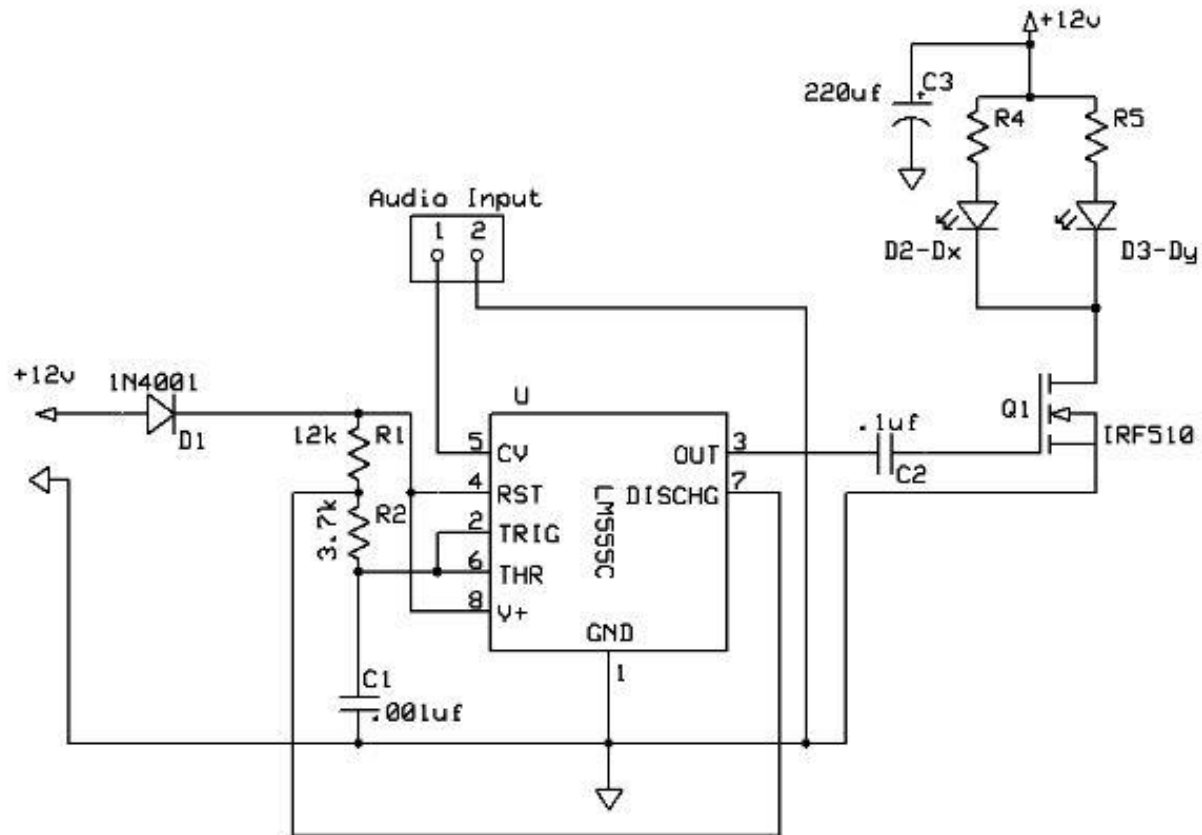 +12v
C3
+
220uf
R4
R5
Audio Input
1 2
D2-Dx
D3-Dy
+12v
1N4001
D1
U
Q1
IRF510
12k
R1
5
CV
OUT
3
.1uf
C2
4
RST
DISCHG
7
3.7k
R2
2
TRIG
LM555C
6
THR
8
V+
GND
1
C1
.001uf